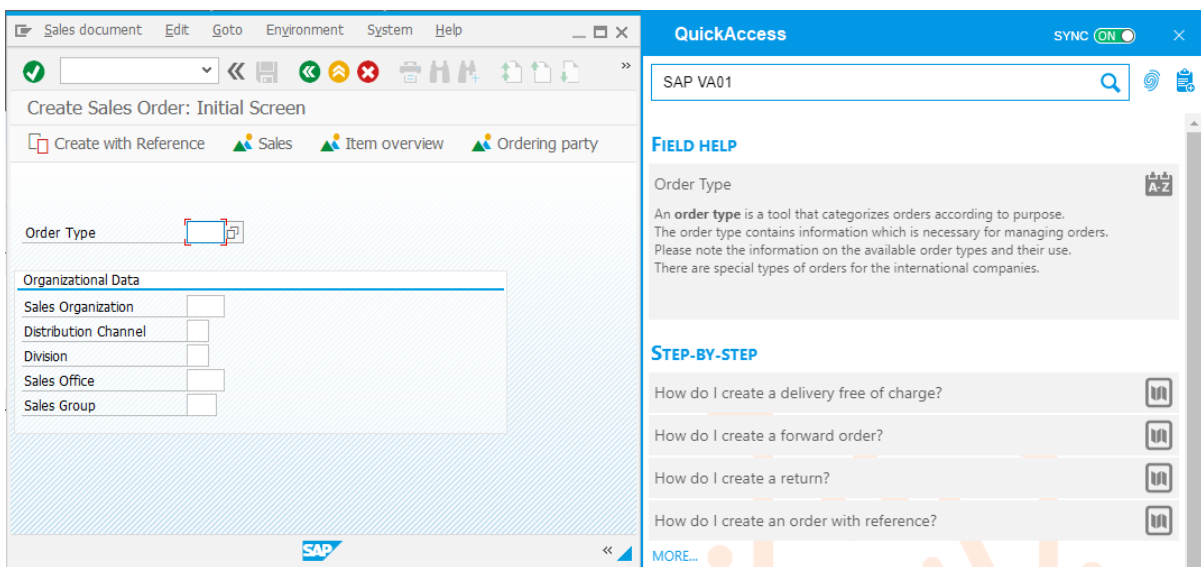 Sales document Edit Goto Environment System Help
Create Sales Order: Initial Screen
Create with Reference Sales Item overview Ordering party
Order Type
Organizational Data
Sales Organization
Distribution Channel
Division
Sales Office
Sales Group
SAP
QuickAccess SYNC ON
SAP VA01
FIELD HELP
Order Type
A-Z
An order type is a tool that categorizes orders according to purpose.
The order type contains information which is necessary for managing orders.
Please note the information on the available order types and their use.
There are special types of orders for the international companies.
STEP-BY-STEP
How do I create a delivery free of charge?
How do I create a forward order?
How do I create a return?
How do I create an order with reference?
MORE...